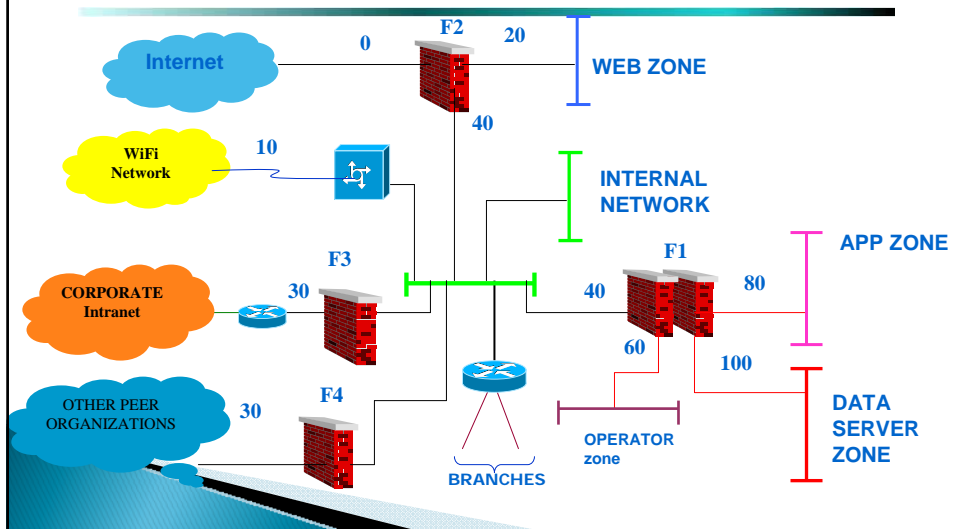 F2
0
20
Internet
WEB ZONE
40
WiFi
Network
10
INTERNAL
NETWORK
APP ZONE
F3
F1
CORPORATE
Intranet
30
40
80
60
100
OTHER PEER
ORGANIZATIONS
30
F4
DATA
SERVER
ZONE
OPERATOR
zone
BRANCHES